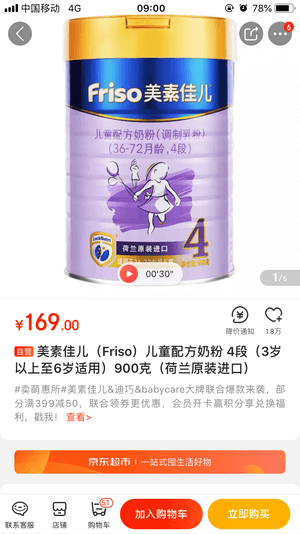 中国移动 4G
09:00
78%
6
Friso美素佳儿
儿童配方奶粉(调制乳粉)
(36-72月龄,4段)
LockNutri
荷兰原装进口
4
00'30"
1/5
¥169.00
降价通知
1.8万
自营 美素佳儿(Friso)儿童配方奶粉 4段(3岁
以上至6岁适用)900克(荷兰原装进口)
#卖萌惠所#美素佳儿&迪巧&babycare大牌联合爆款来袭,部
分满399减50,联合领券更优惠,会员开卡赢积分享兑换福
利,戳我! 查看>
京东超市 一站式囤生活好物
联系客服
店铺
61
购物车
加入购物车
立即购买